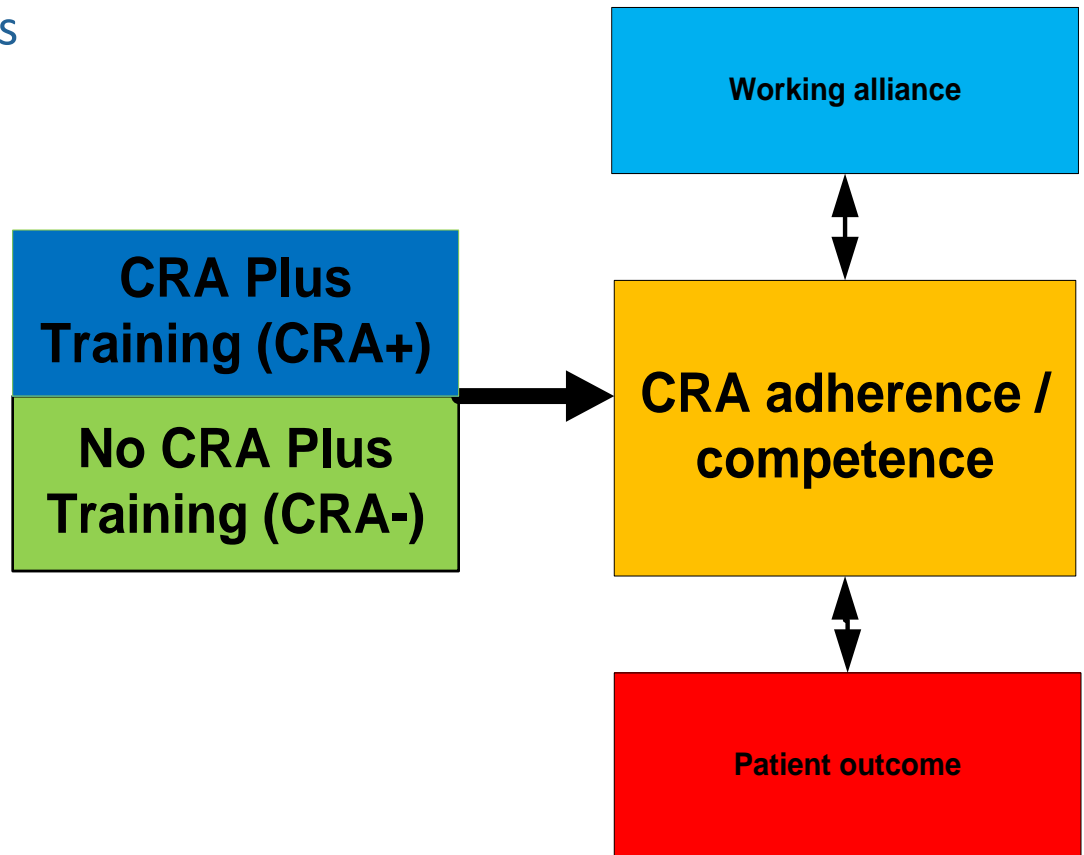 s
Working alliance
CRA Plus
Training (CRA+)
No CRA Plus
Training (CRA-)
CRA adherence /
competence
Patient outcome